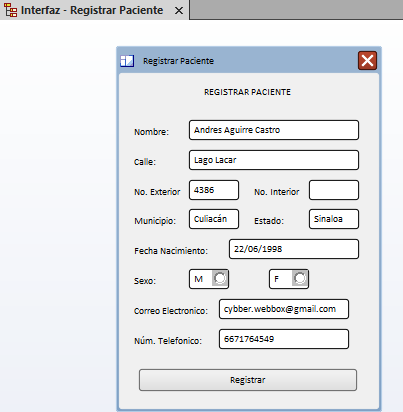 Interfaz - Registrar Paciente
Registrar Paciente
REGISTRAR PACIENTE
Nombre: Andres Aguirre Castro
Calle: Lago Lacar
No. Exterior 4386 No. Interior
Municipio: Culiacán Estado: Sinaloa
Fecha Nacimiento: 22/06/1998
Sexo: M F
Correo Electronico: cybber.webbox@gmail.com
Núm. Telefonico: 6671764549
Registrar